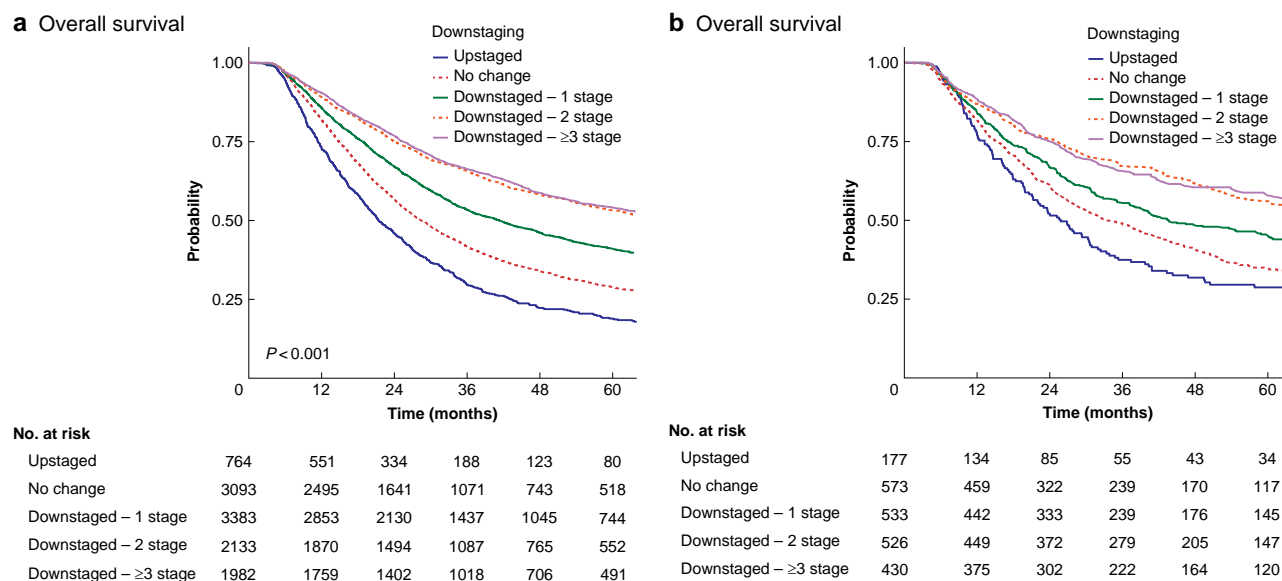 a Overall survival
Downstaging
Upstaged
No change
Downstaged – 1 stage
Downstaged – 2 stage
Downstaged – ≥3 stage
1.00
0.75
0.50
0.25
Probability
P < 0.001
0 12 24 36 48 60
Time (months)
No. at risk
Upstaged 764 551 334 188 123 80
No change 3093 2495 1641 1071 743 518
Downstaged – 1 stage 3383 2853 2130 1437 1045 744
Downstaged – 2 stage 2133 1870 1494 1087 765 552
Downstaged – ≥3 stage 1982 1759 1402 1018 706 491
b Overall survival
Downstaging
Upstaged
No change
Downstaged – 1 stage
Downstaged – 2 stage
Downstaged – ≥3 stage
1.00
0.75
0.50
0.25
Probability
0 12 24 36 48 60
Time (months)
No. at risk
Upstaged 177 134 85 55 43 34
No change 573 459 322 239 170 117
Downstaged – 1 stage 533 442 333 239 176 145
Downstaged – 2 stage 526 449 372 279 205 147
Downstaged – ≥3 stage 430 375 302 222 164 120